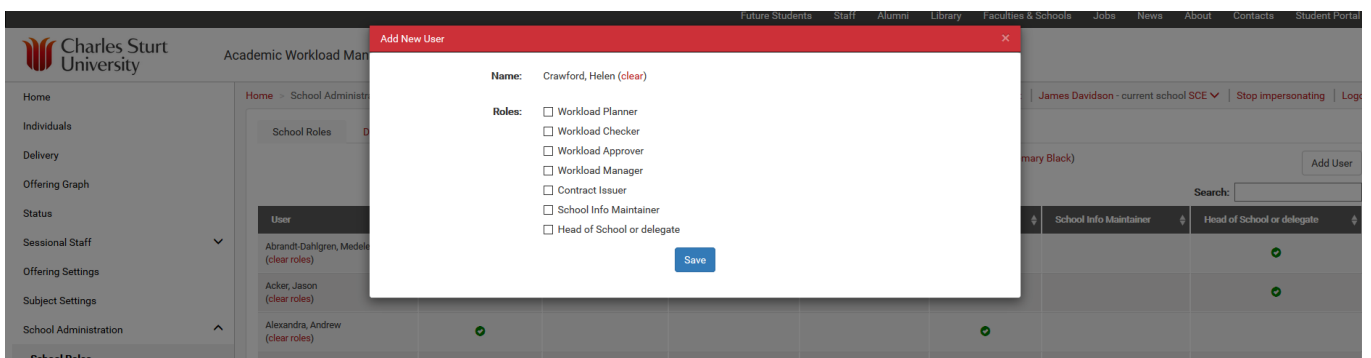 Future Students Staff Alumni Library Faculties & Schools Jobs News About Contacts Student Portal
Charles Sturt
University
Academic Workload Man
Add New User ×
Name: Crawford, Helen (clear)
Roles:
Workload Planner
Workload Checker
Workload Approver
Workload Manager
Contract Issuer
School Info Maintainer
Head of School or delegate
Save
Home
Individuals
Delivery
Offering Graph
Status
Sessional Staff
Offering Settings
Subject Settings
School Administration
School Roles
Home School Administr
James Davidson - current school SCE Stop impersonating Logo
School Roles D
mary Black)
Add User
Search:
User School Info Maintainer Head of School or delegate
Abrandt-Dahlgren, Medele
(clear roles)
Acker, Jason
(clear roles)
Alexandra, Andrew
(clear roles)